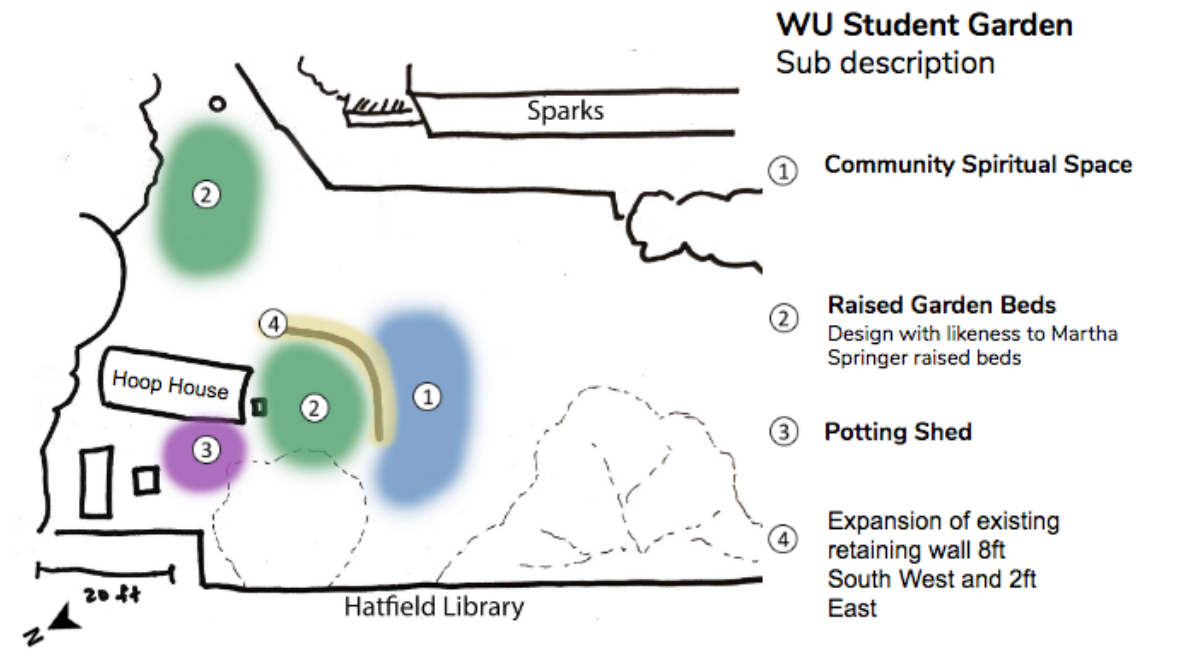 WU Student Garden
Sub description
Sparks
① Community Spiritual Space
②
② Raised Garden Beds
Design with likeness to Martha
Springer raised beds
④
Hoop House
②
①
③
③ Potting Shed
④ Expansion of existing
retaining wall 8ft
South West and 2ft
East
20 ft
N
Hatfield Library